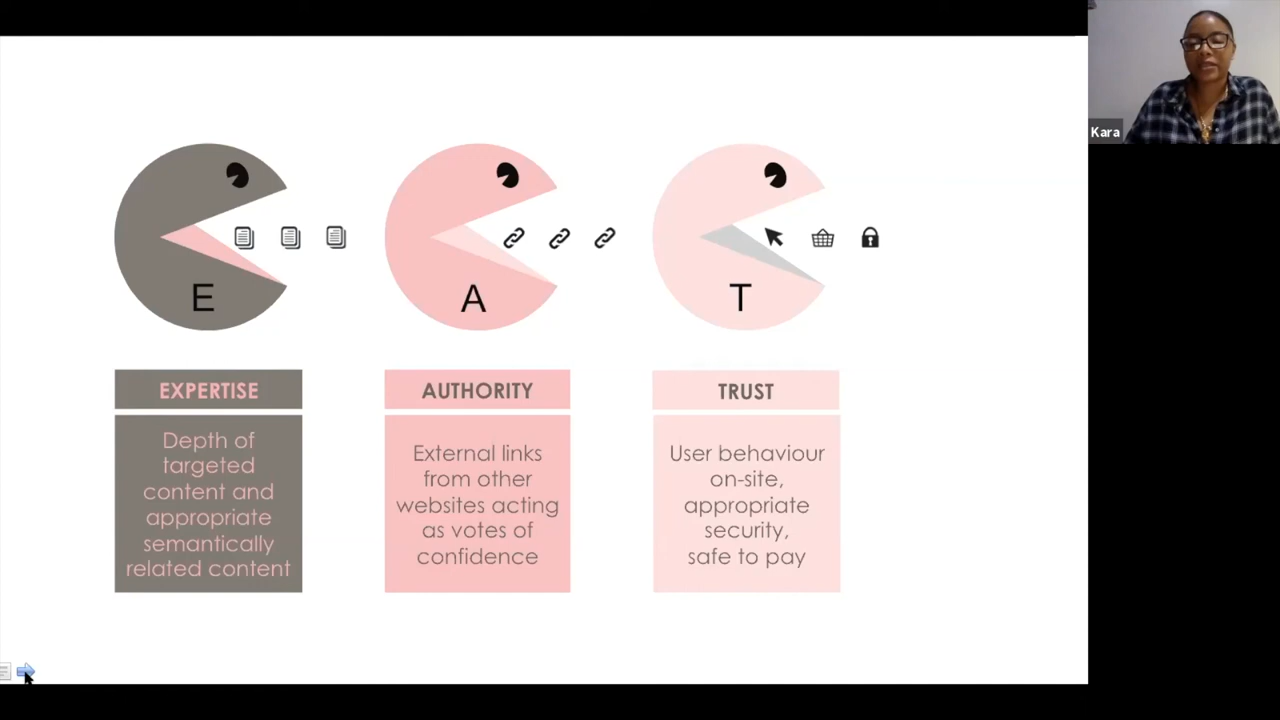 Kara
E
A
T
EXPERTISE
Depth of
targeted
content and
appropriate
semantically
related content
AUTHORITY
External links
from other
websites acting
as votes of
confidence
TRUST
User behaviour
on-site,
appropriate
security,
safe to pay